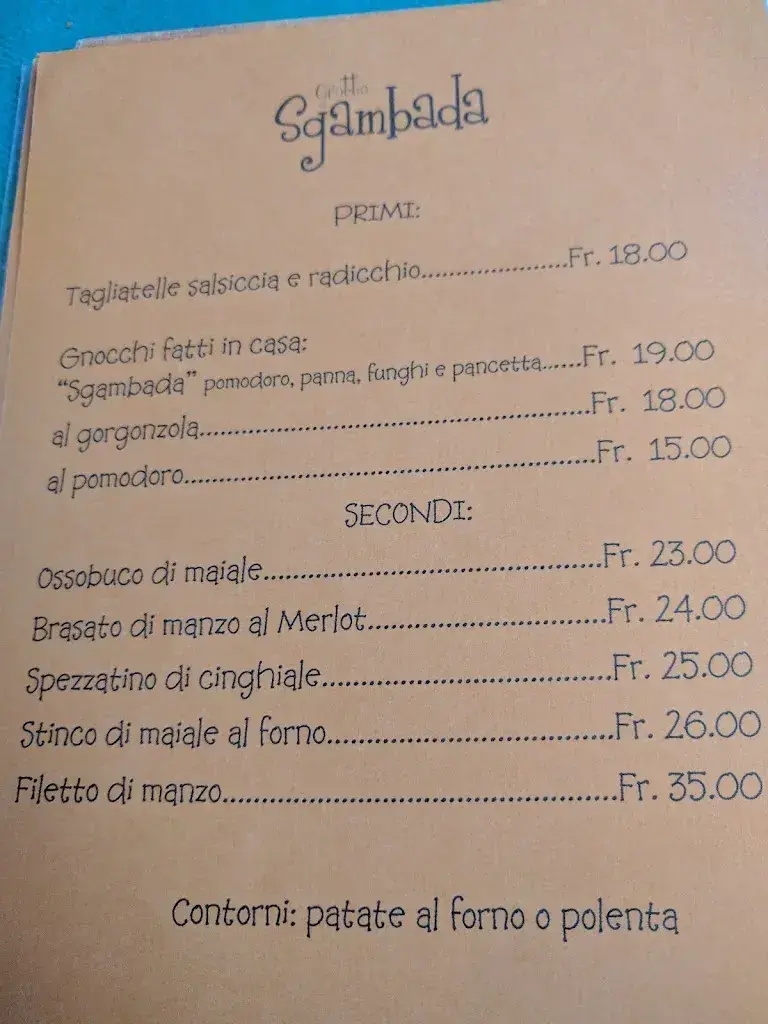 Grotto
Sgambada
PRIMI:
Tagliatelle salsiccia e radicchio......................Fr. 18.00
Gnocchi fatti in casa:
“Sgambada” pomodoro, panna, funghi e pancetta......Fr. 19.00
al gorgonzola.......................................................Fr. 18.00
al pomodoro.........................................................Fr. 15.00
SECONDI:
Ossobuco di maiale...............................................Fr. 23.00
Brasato di manzo al Merlot.................................Fr. 24.00
Spezzatino di cinghiale........................................Fr. 25.00
Stinco di maiale al forno.......................................Fr. 26.00
Filetto di manzo.....................................................Fr. 35.00
Contorni: patate al forno o polenta